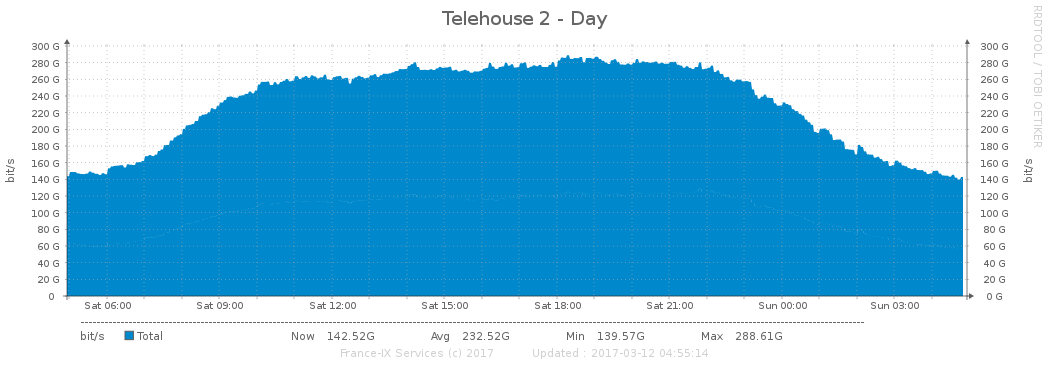 Telehouse 2 - Day
RRDTOOL / TOBI OETIKER
bit/s
300 G
280 G
260 G
240 G
220 G
200 G
180 G
160 G
140 G
120 G
100 G
80 G
60 G
40 G
20 G
0
300 G
280 G
260 G
240 G
220 G
200 G
180 G
160 G
140 G
120 G
100 G
80 G
60 G
40 G
20 G
0 G
bit/s
Sat 06:00 Sat 09:00 Sat 12:00 Sat 15:00 Sat 18:00 Sat 21:00 Sun 00:00 Sun 03:00
bit/s Total Now 142.52G Avg 232.52G Min 139.57G Max 288.61G
France-IX Services (c) 2017 Updated : 2017-03-12 04:55:14